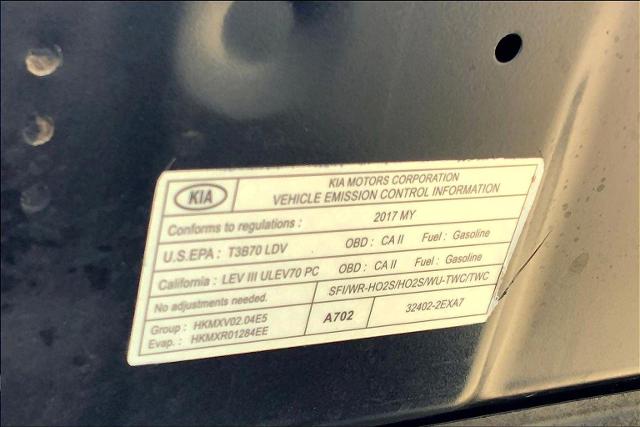 KIA
KIA MOTORS CORPORATION
VEHICLE EMISSION CONTROL INFORMATION
Conforms to regulations : 2017 MY
U.S.EPA : T3B70 LDV OBD : CA II Fuel : Gasoline
California : LEV III ULEV70 PC OBD : CA II Fuel : Gasoline
No adjustments needed. SFI/WR-HO2S/HO2S/WU-TWC/TWC
Group : HKMXV02.04E5
Evap. : HKMXR01284EE
A702 32402-2EXA7